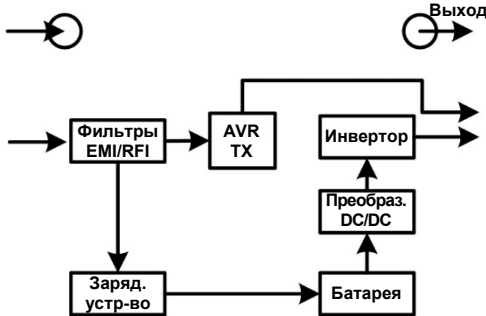 Выход
Фильтры
EMI/RFI
AVR
TX
Инвертор
Преобраз.
DC/DC
Заряд.
устр-во
Батарея